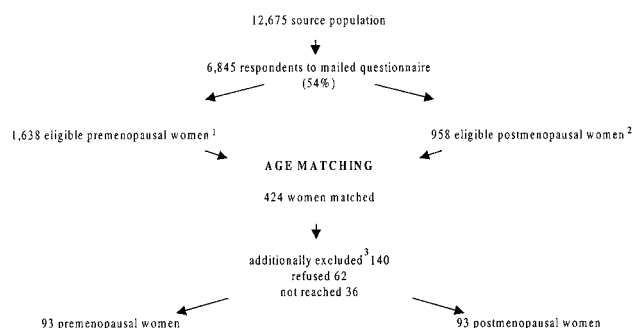 12,675 source population
6,845 respondents to mailed questionnaire
(54%)
1,638 eligible premenopausal women 1
958 eligible postmenopausal women 2
AGE MATCHING
424 women matched
additionally excluded 3 140
refused 62
not reached 36
93 premenopausal women
93 postmenopausal women